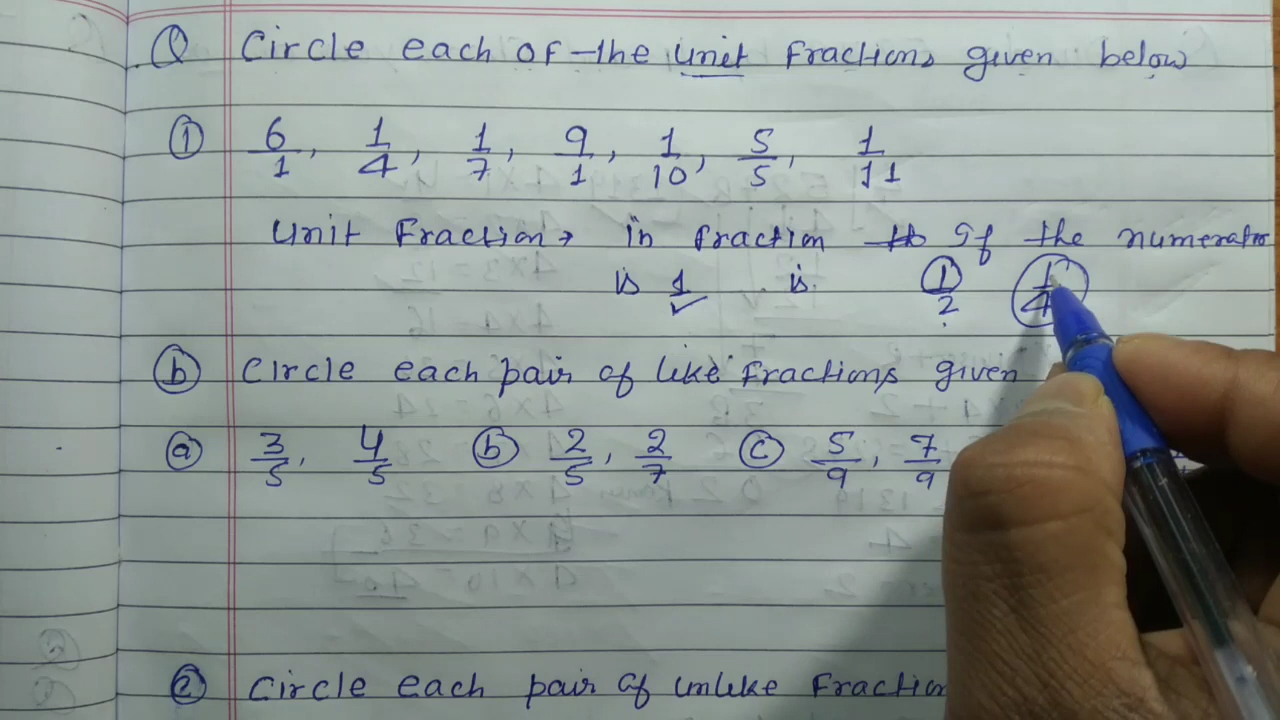 Q Circle each of the unit fractions given below
① 6/1, 1/4, 1/7, 9/1, 1/10, 5/5, 1/11
Unit Fraction → in fraction If the numerator
is 1 is 1/2 1/4
ⓑ Circle each pair of like fractions given
ⓐ 3/5, 4/5 ⓑ 2/5, 2/7 ⓒ 5/9, 7/9
② Circle each pair of unlike Fraction